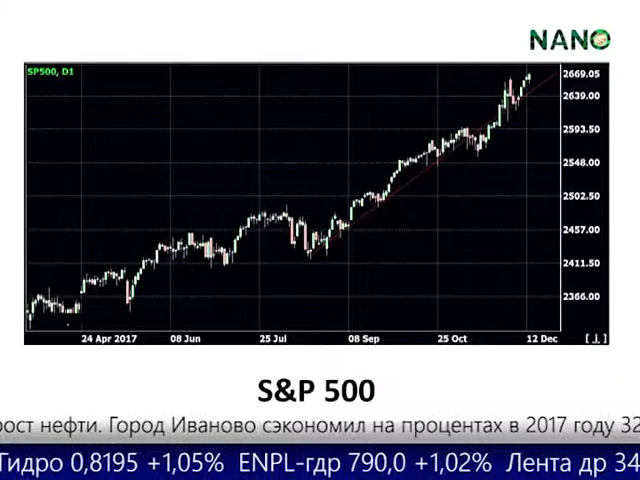 NANO
SP500, D1
2669.05
2639.00
2593.50
2548.00
2502.50
2457.00
2411.50
2366.00
24 Apr 2017 08 Jun 25 Jul 08 Sep 25 Oct 12 Dec
S&P 500
рост нефти. Город Иваново сэкономил на процентах в 2017 году 32
Гидро 0,8195 +1,05% ENPL-гдр 790,0 +1,02% Лента др 34